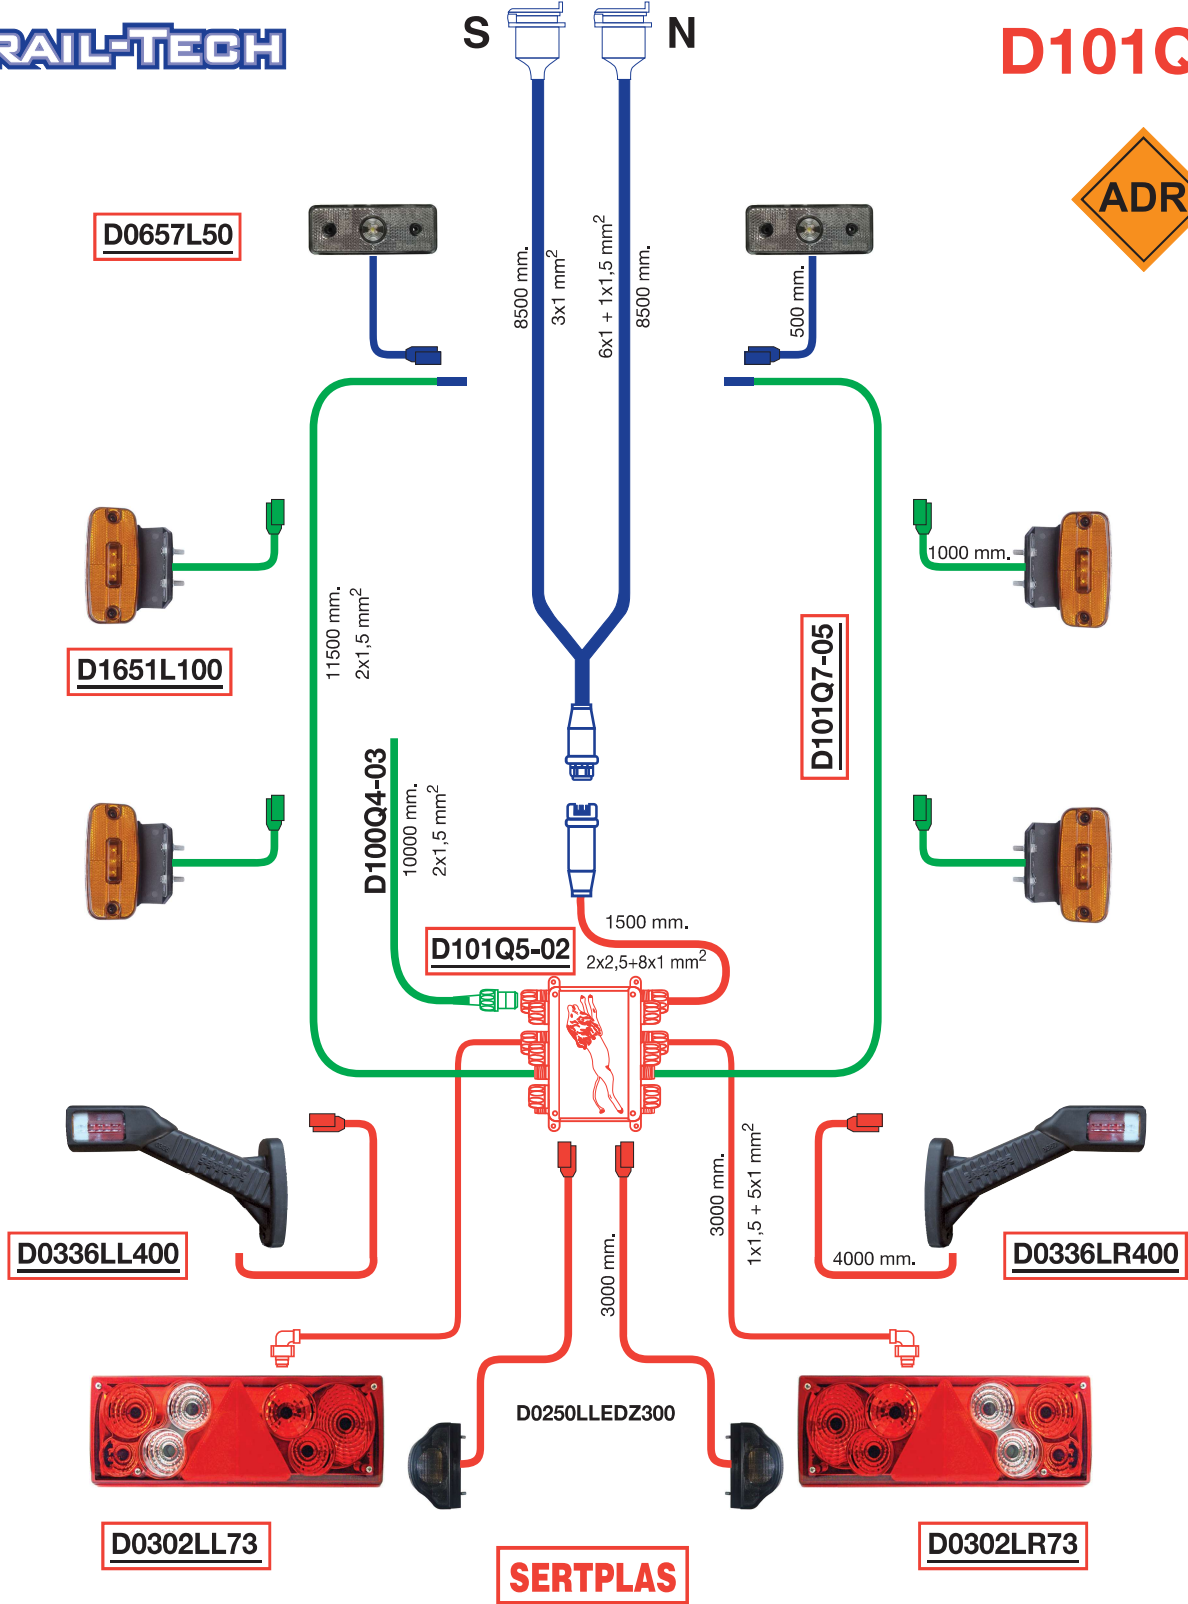 RAIL-TECH
S
N
D101Q
ADR
D0657L50
8500 mm.
3x1 mm²
6x1 + 1x1,5 mm²
8500 mm.
500 mm.
1000 mm.
D1651L100
11500 mm.
2x1,5 mm²
D101Q7-05
D100Q4-03
10000 mm.
2x1,5 mm²
1500 mm.
D101Q5-02
2x2,5+8x1 mm²
D0336LL400
3000 mm.
3000 mm.
1x1,5 + 5x1 mm²
4000 mm.
D0336LR400
D0250LLEDZ300
D0302LL73
D0302LR73
SERTPLAS